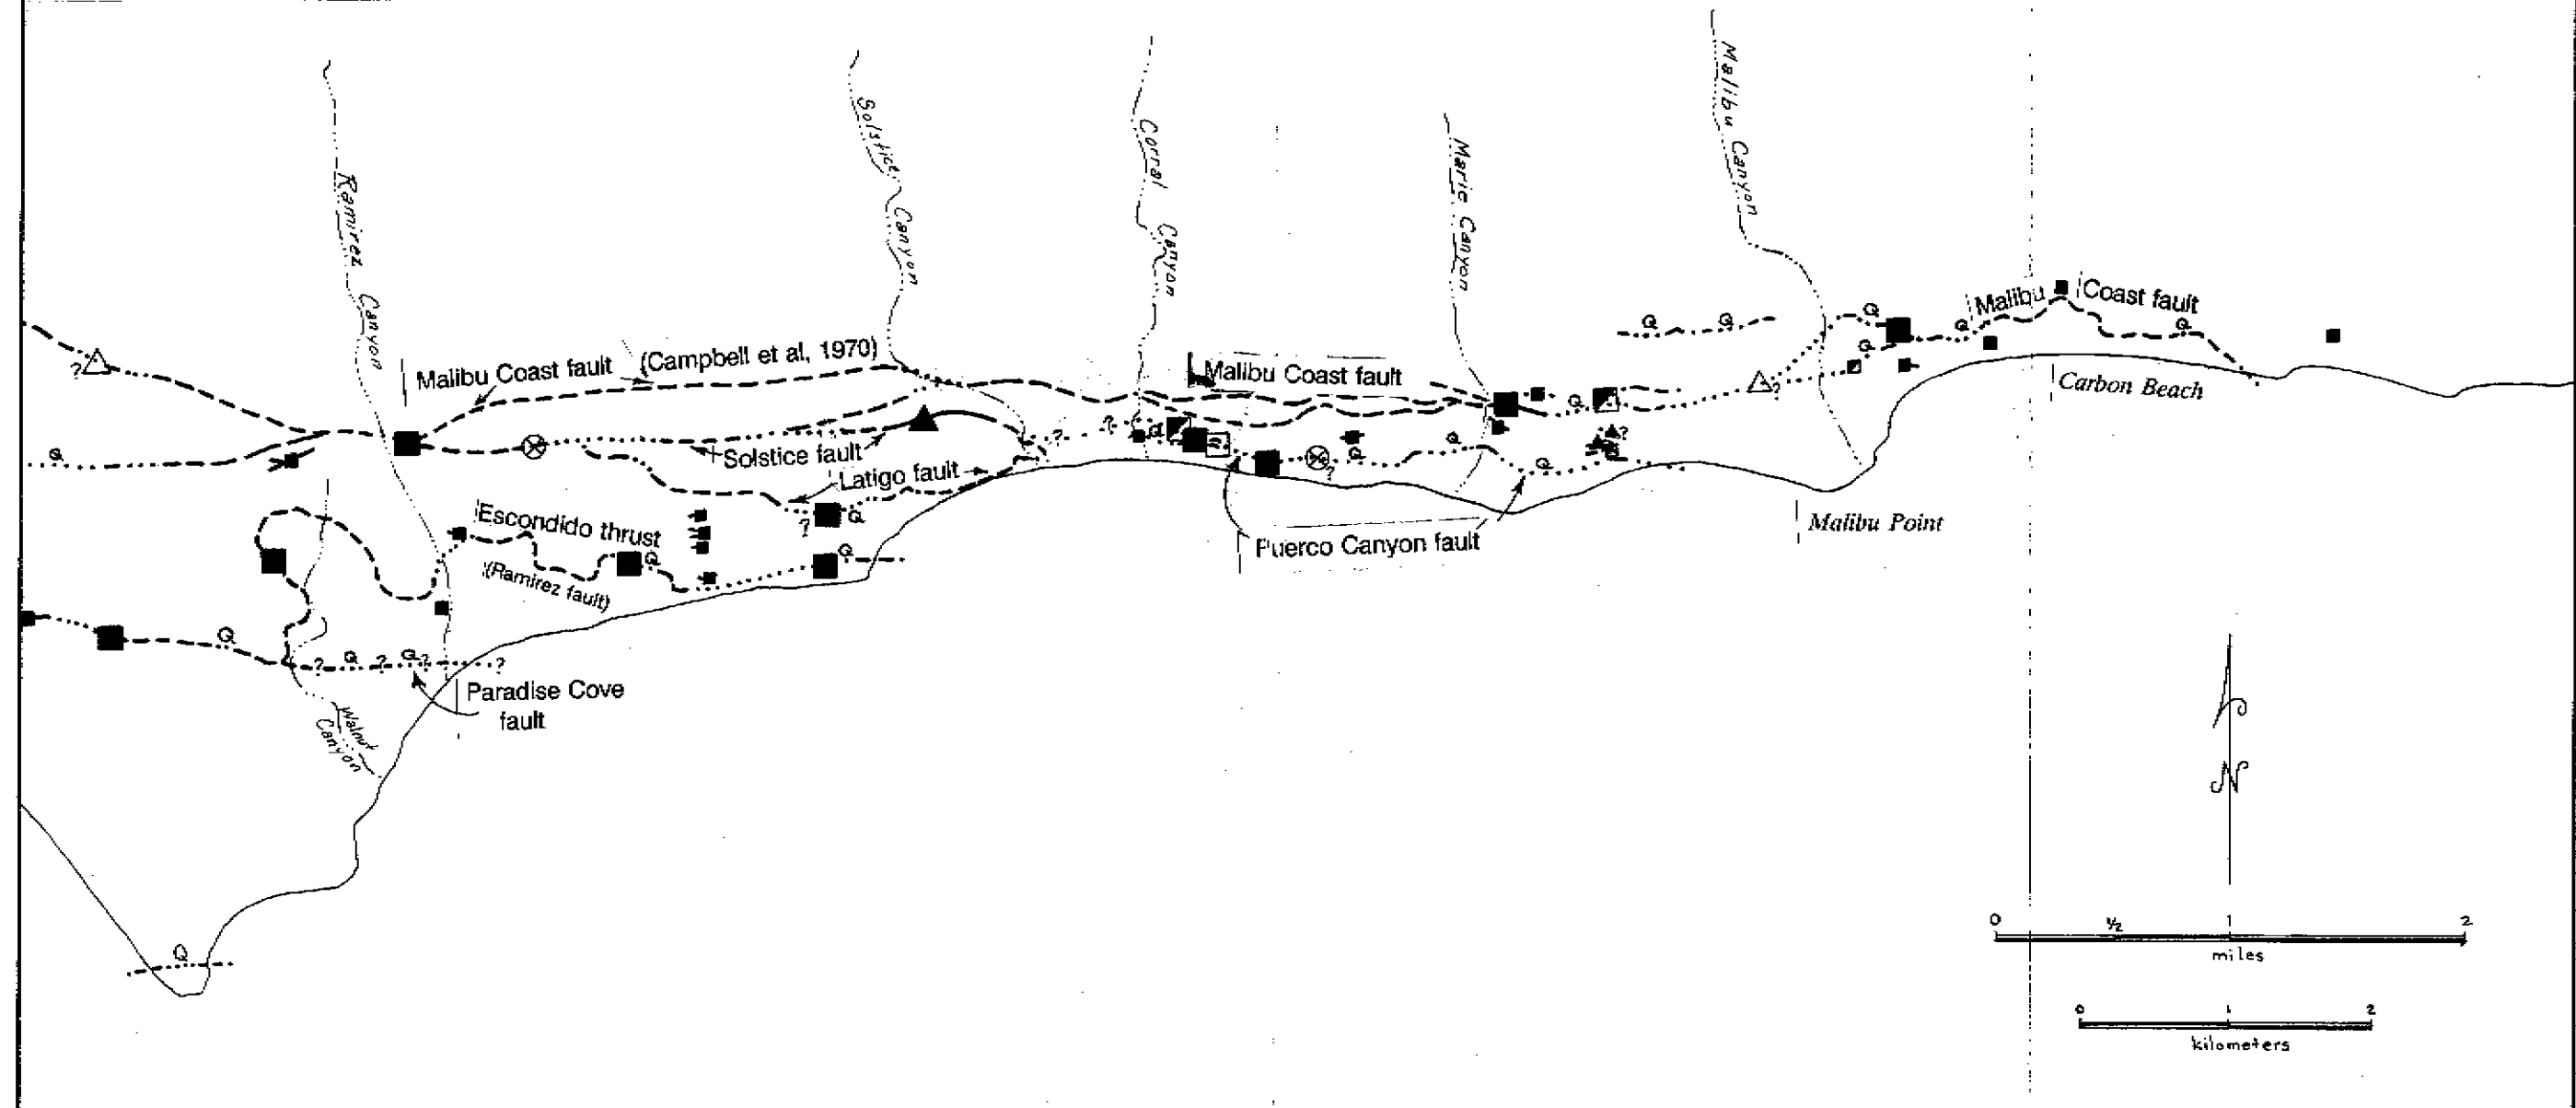 Ramirez Canyon
Solstice Canyon
Corral Canyon
Marie Canyon
Malibu Canyon
Malibu Coast fault
(Campbell et al, 1970)
Malibu Coast fault
Malibu Coast fault
Carbon Beach
Solstice fault
Latigo fault
Escondido thrust
(Ramirez fault)
Puerco Canyon fault
Malibu Point
Paradise Cove
fault
Walnut
Canyon
? Q Q ? ? Q Q Q Q Q Q Q Q Q Q
? Q ? Q ? Q ? ? Q
Q
N
0 ½ 1 2
miles
0 1 2
kilometers